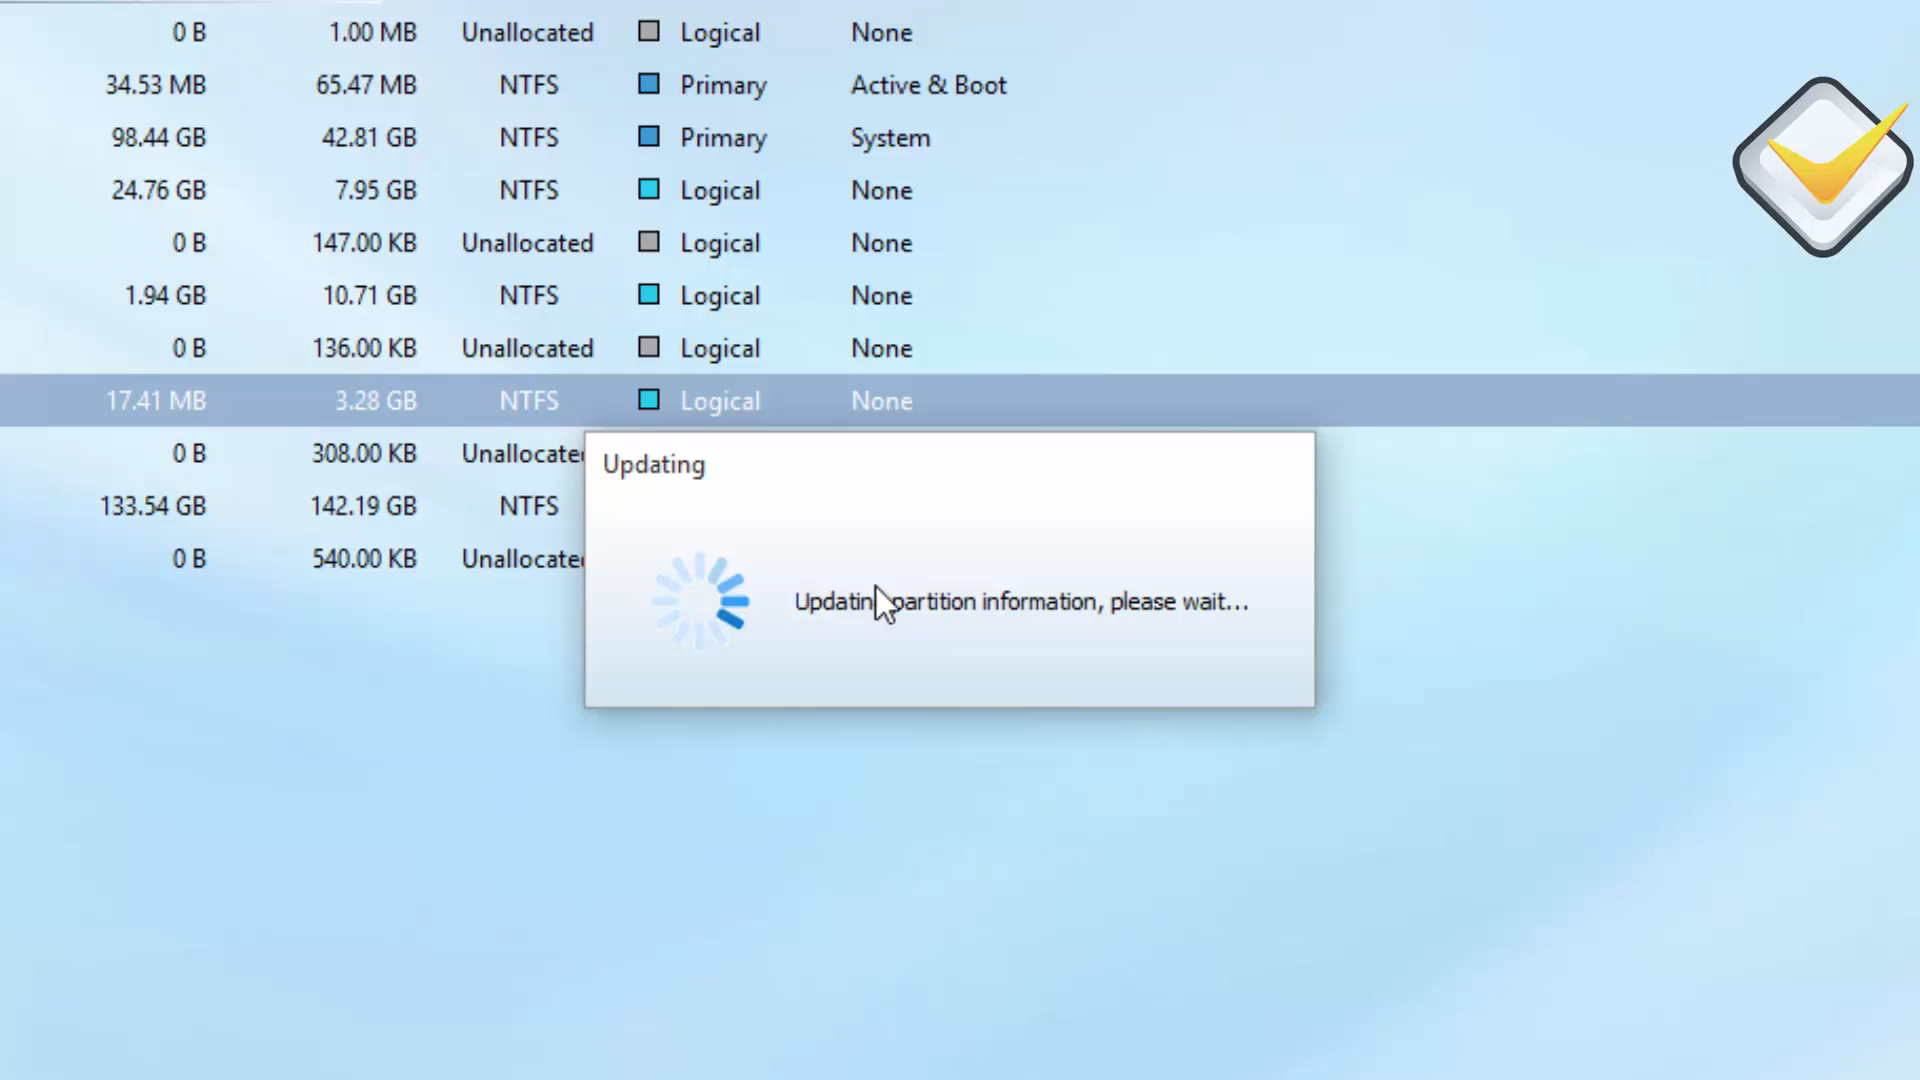 0 B 1.00 MB Unallocated Logical None
34.53 MB 65.47 MB NTFS Primary Active & Boot
98.44 GB 42.81 GB NTFS Primary System
24.76 GB 7.95 GB NTFS Logical None
0 B 147.00 KB Unallocated Logical None
1.94 GB 10.71 GB NTFS Logical None
0 B 136.00 KB Unallocated Logical None
17.41 MB 3.28 GB NTFS Logical None
0 B 308.00 KB Unallocated
133.54 GB 142.19 GB NTFS
0 B 540.00 KB Unallocated
Updating
Updating partition information, please wait...